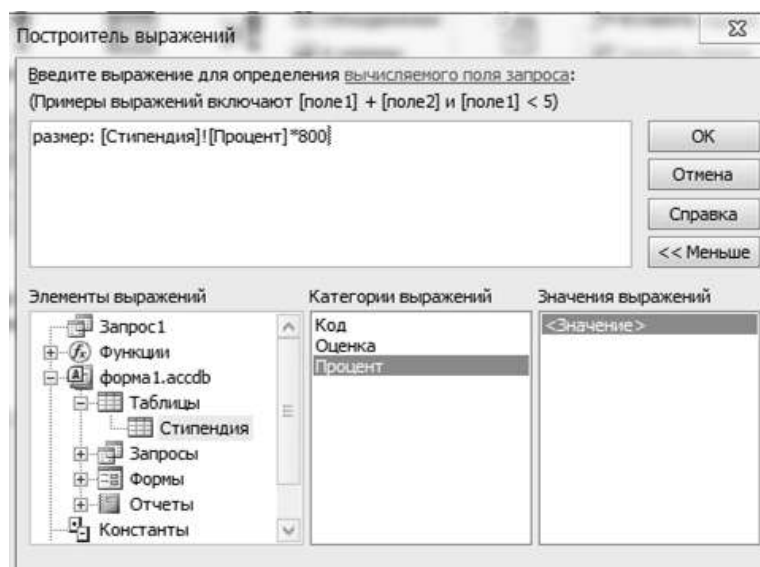 Построитель выражений
Введите выражение для определения вычисляемого поля запроса:
(Примеры выражений включают [поле1] + [поле2] и [поле1] < 5)
размер: [Стипендия]![Процент]*800
ОК
Отмена
Справка
<< Меньше
Элементы выражений
Категории выражений
Значения выражений
Запрос1
Функции
форма1.accdb
Таблицы
Стипендия
Запросы
Формы
Отчеты
Константы
Код
Оценка
Процент
<Значение>